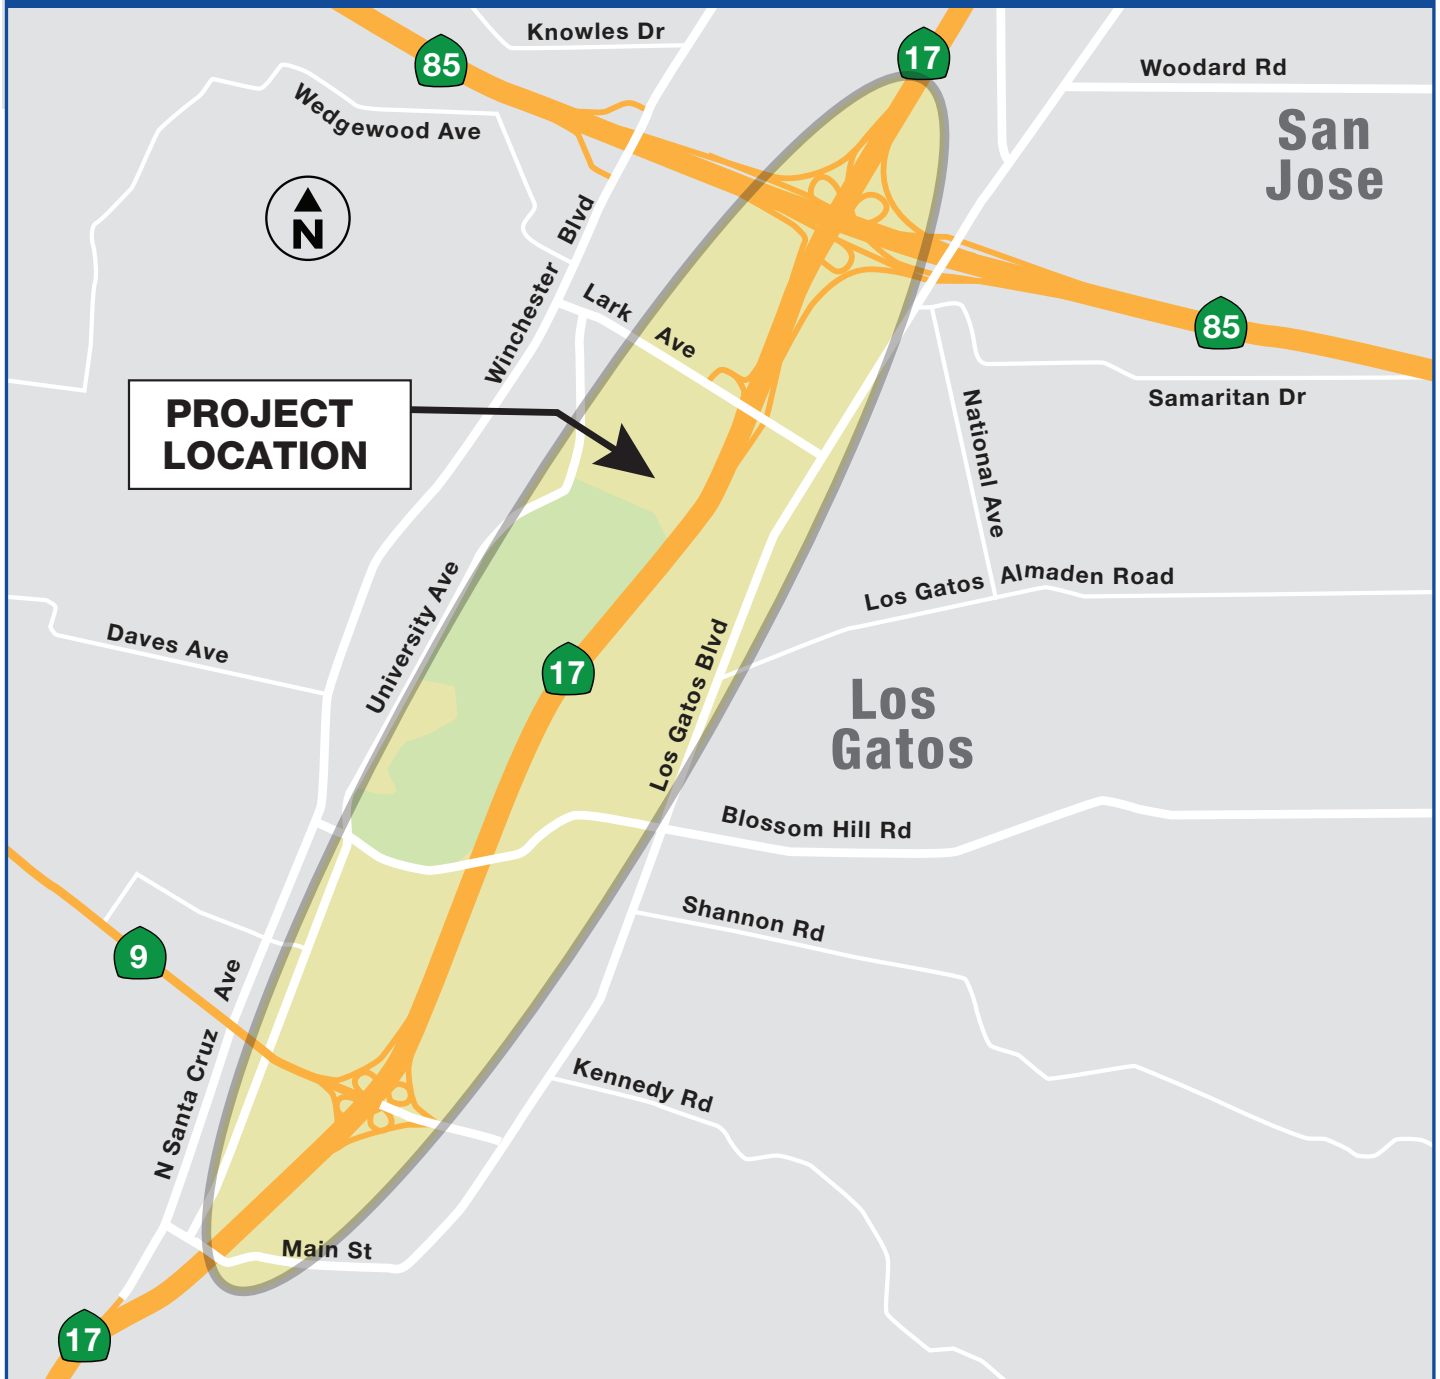 Knowles Dr
17
85
Woodard Rd
Wedgewood Ave
San
Jose
N
Winchester Blvd
Lark Ave
85
PROJECT
LOCATION
National Ave
Samaritan Dr
University Ave
Los Gatos Almaden Road
Daves Ave
17
Los Gatos Blvd
Los
Gatos
Blossom Hill Rd
Shannon Rd
9
N Santa Cruz Ave
Kennedy Rd
Main St
17